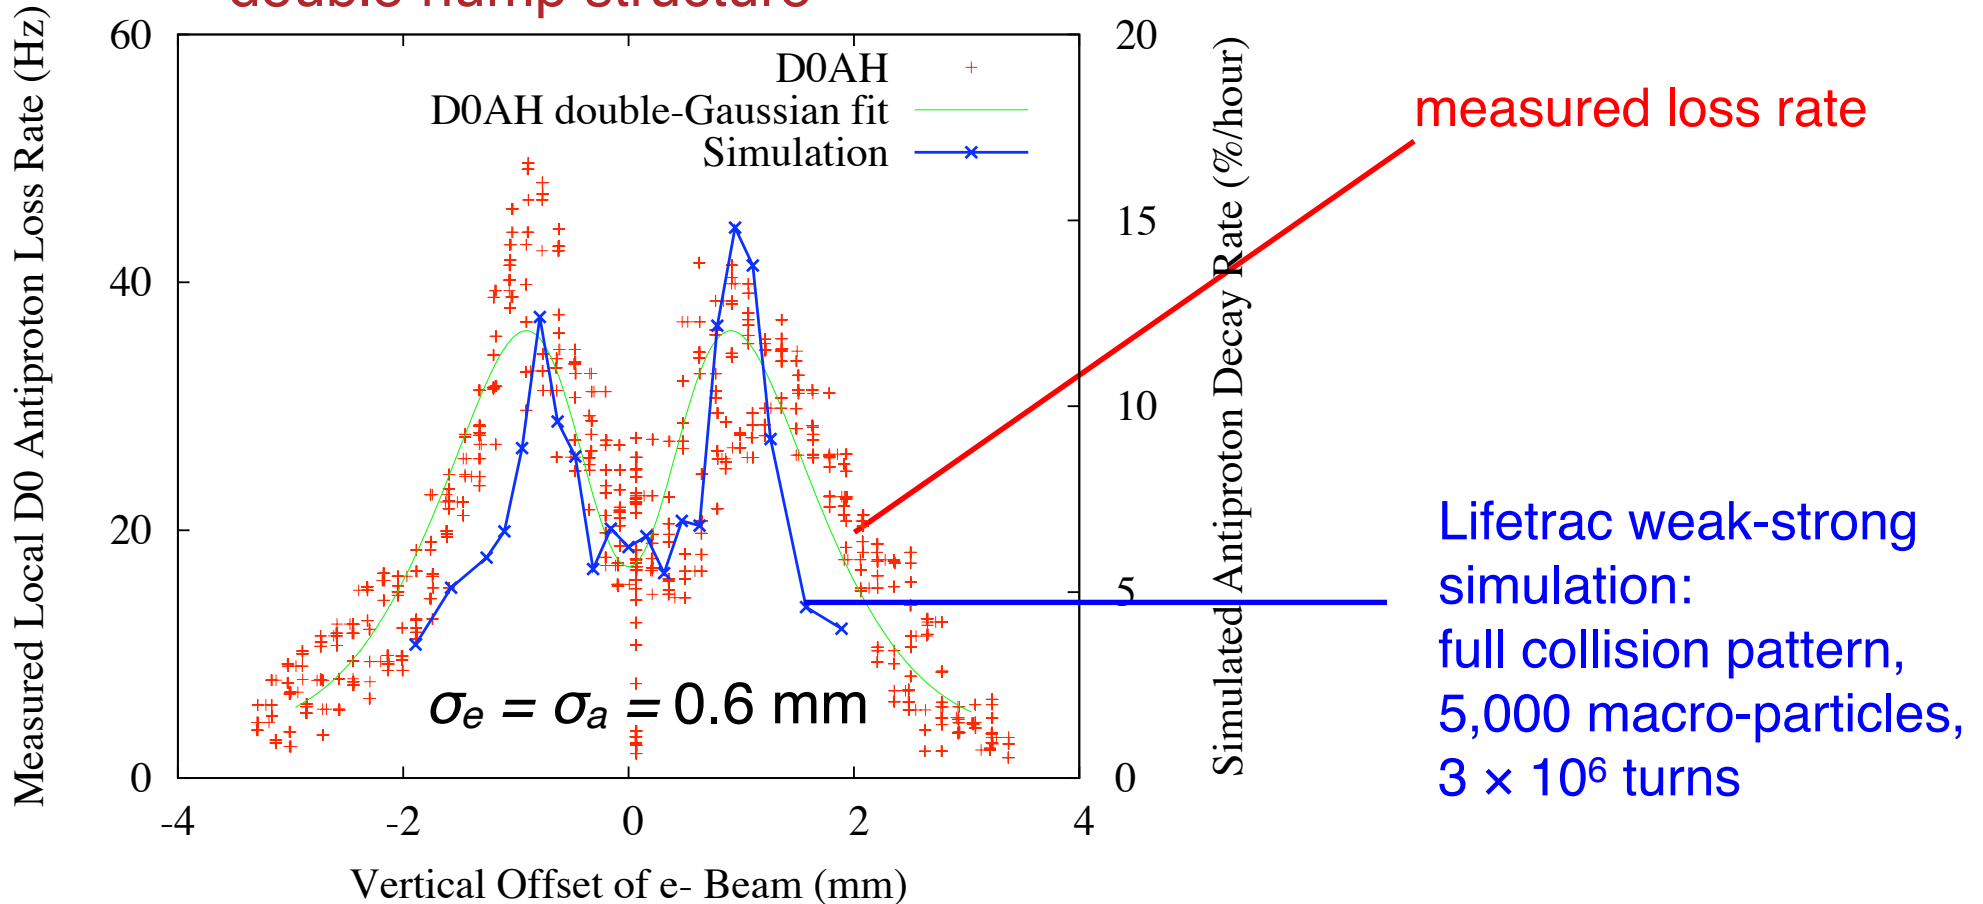 double hump structure
60
40
20
0
Measured Local D0 Antiproton Loss Rate (Hz)
D0AH
D0AH double-Gaussian fit
Simulation
σe = σa = 0.6 mm
-4
-2
0
2
4
Vertical Offset of e- Beam (mm)
20
15
10
5
0
Simulated Antiproton Decay Rate (%/hour)
measured loss rate
Lifetrac weak-strong
simulation:
full collision pattern,
5,000 macro-particles,
3 × 10⁶ turns